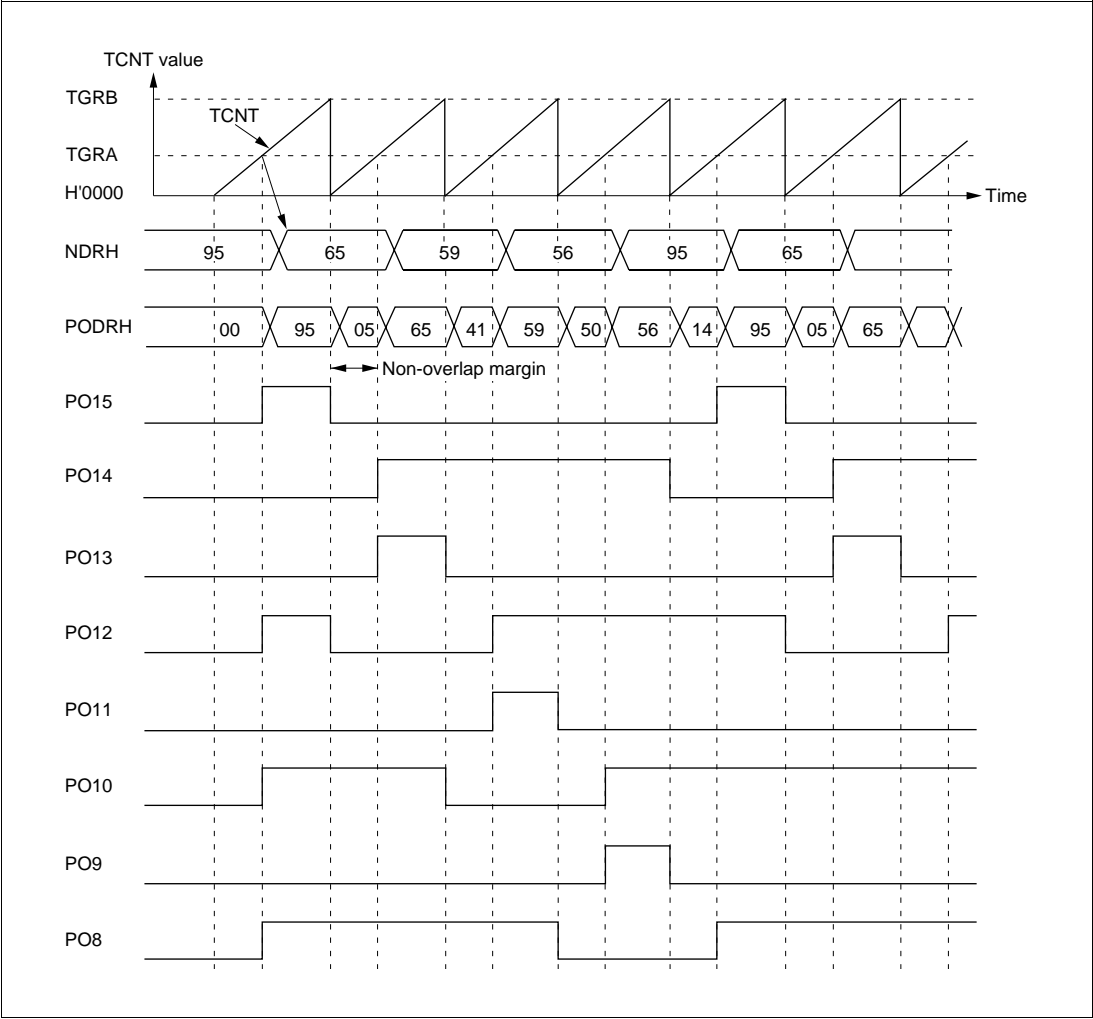 TCNT value
TGRB
TCNT
TGRA
H'0000
Time
NDRH 95 65 59 56 95 65
PODRH 00 95 05 65 41 59 50 56 14 95 05 65
Non-overlap margin
PO15
PO14
PO13
PO12
PO11
PO10
PO9
PO8